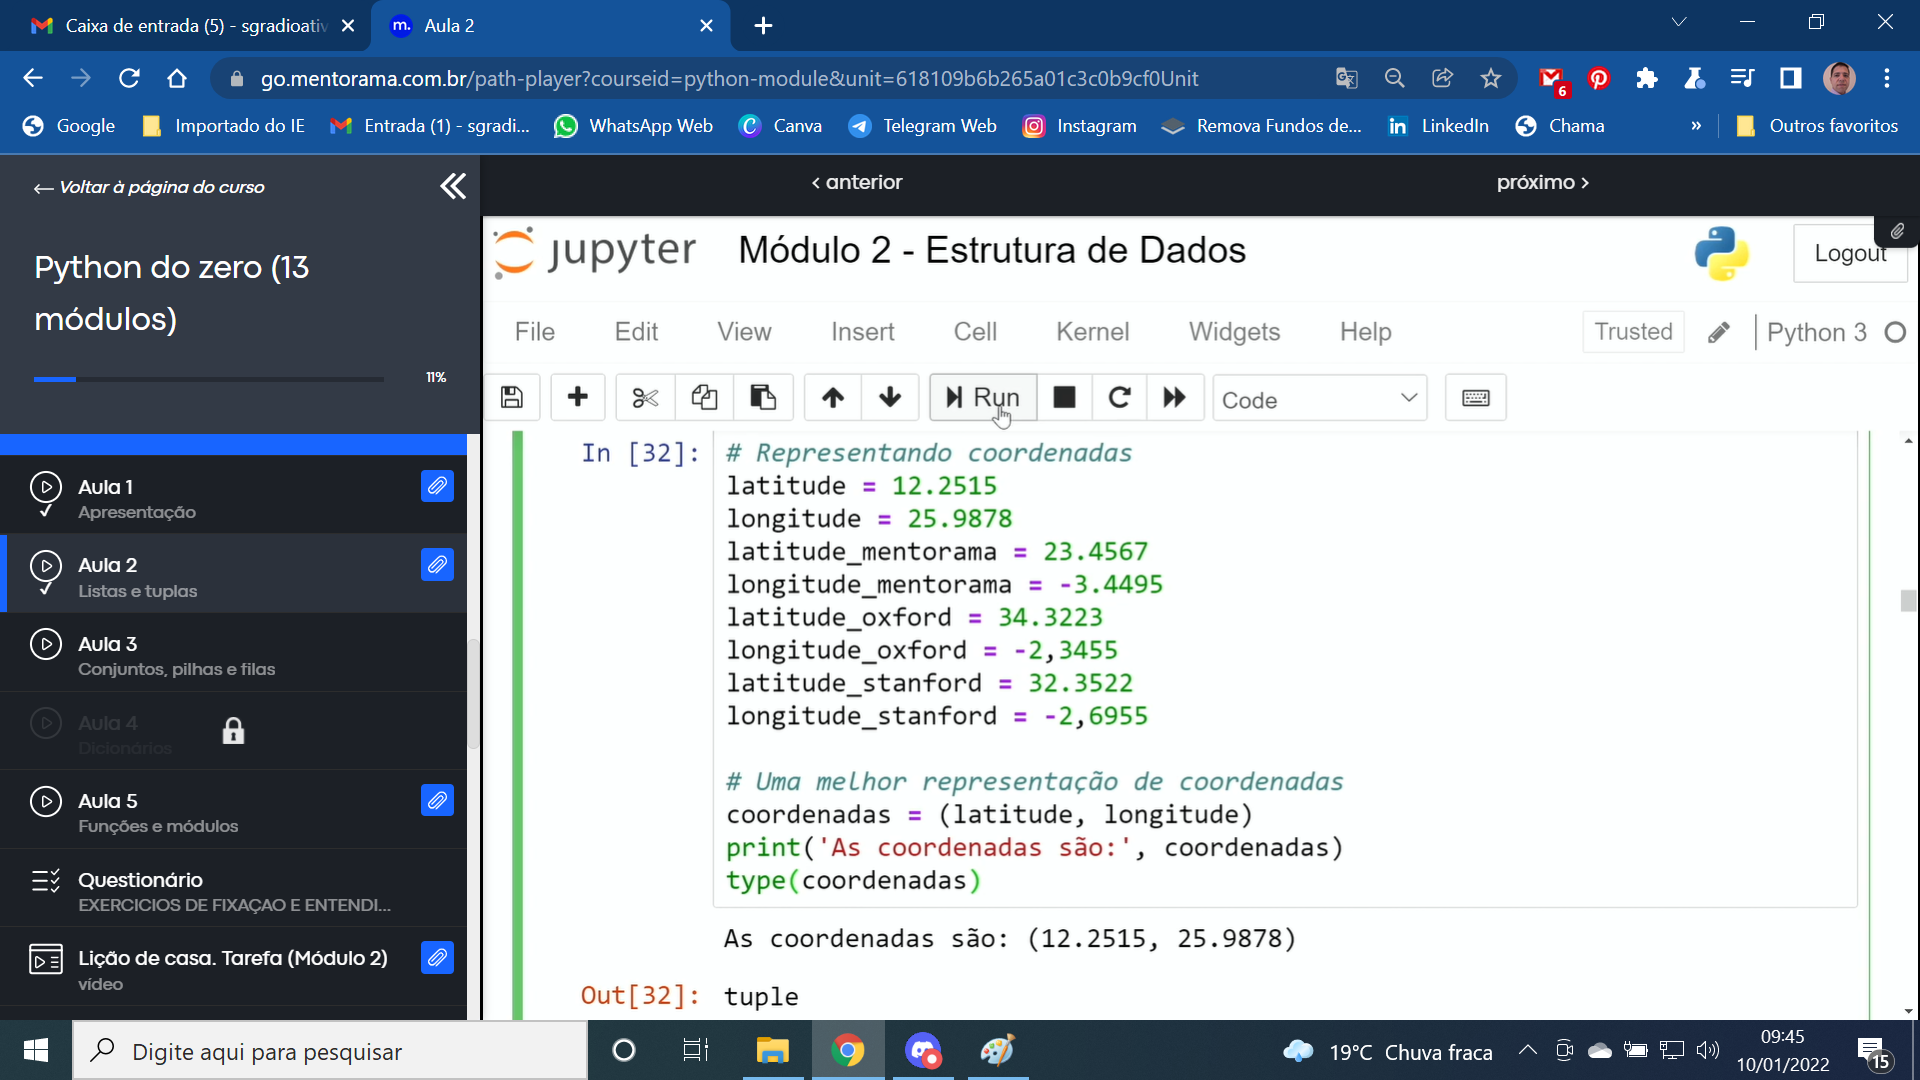 Caixa de entrada (5) - sgradioativ
m. Aula 2
go.mentorama.com.br/path-player?courseid=python-module&unit=618109b6b265a01c3c0b9cf0Unit
6
Google
Importado do IE
Entrada (1) - sgradi...
WhatsApp Web
Canva
Telegram Web
Instagram
Remova Fundos de...
LinkedIn
Chama
»
Outros favoritos
← Voltar à página do curso
‹ anterior
próximo ›
Python do zero (13
módulos)
11%
Aula 1
Apresentação
Aula 2
Listas e tuplas
Aula 3
Conjuntos, pilhas e filas
Aula 4
Dicionários
Aula 5
Funções e módulos
Questionário
EXERCICIOS DE FIXAÇAO E ENTENDI...
Lição de casa. Tarefa (Módulo 2)
vídeo
jupyter Módulo 2 - Estrutura de Dados
Logout
File Edit View Insert Cell Kernel Widgets Help
Trusted
Python 3
Run
Code
In [32]: # Representando coordenadas
latitude = 12.2515
longitude = 25.9878
latitude_mentorama = 23.4567
longitude_mentorama = -3.4495
latitude_oxford = 34.3223
longitude_oxford = -2,3455
latitude_stanford = 32.3522
longitude_stanford = -2,6955
# Uma melhor representação de coordenadas
coordenadas = (latitude, longitude)
print('As coordenadas são:', coordenadas)
type(coordenadas)
As coordenadas são: (12.2515, 25.9878)
Out[32]: tuple
Digite aqui para pesquisar
19°C Chuva fraca
09:45
10/01/2022
15